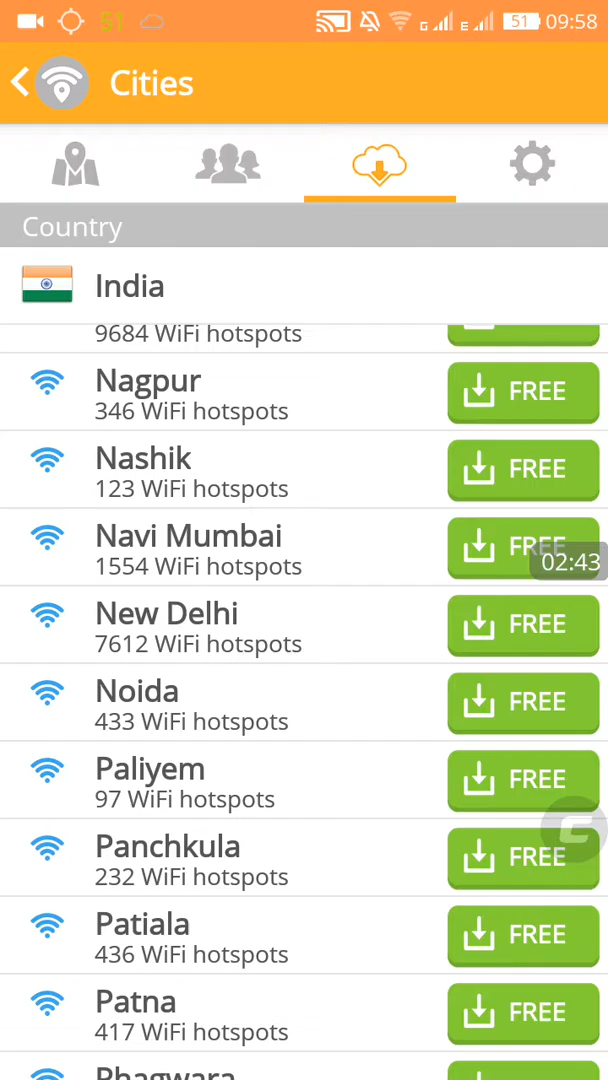 51 51 09:58
Cities
Country
India
9684 WiFi hotspots
Nagpur
FREE
346 WiFi hotspots
Nashik
FREE
123 WiFi hotspots
Navi Mumbai
FREE
02:43
1554 WiFi hotspots
New Delhi
FREE
7612 WiFi hotspots
Noida
FREE
433 WiFi hotspots
Paliyem
FREE
97 WiFi hotspots
Panchkula
FREE
232 WiFi hotspots
Patiala
FREE
436 WiFi hotspots
Patna
FREE
417 WiFi hotspots
Phagwara